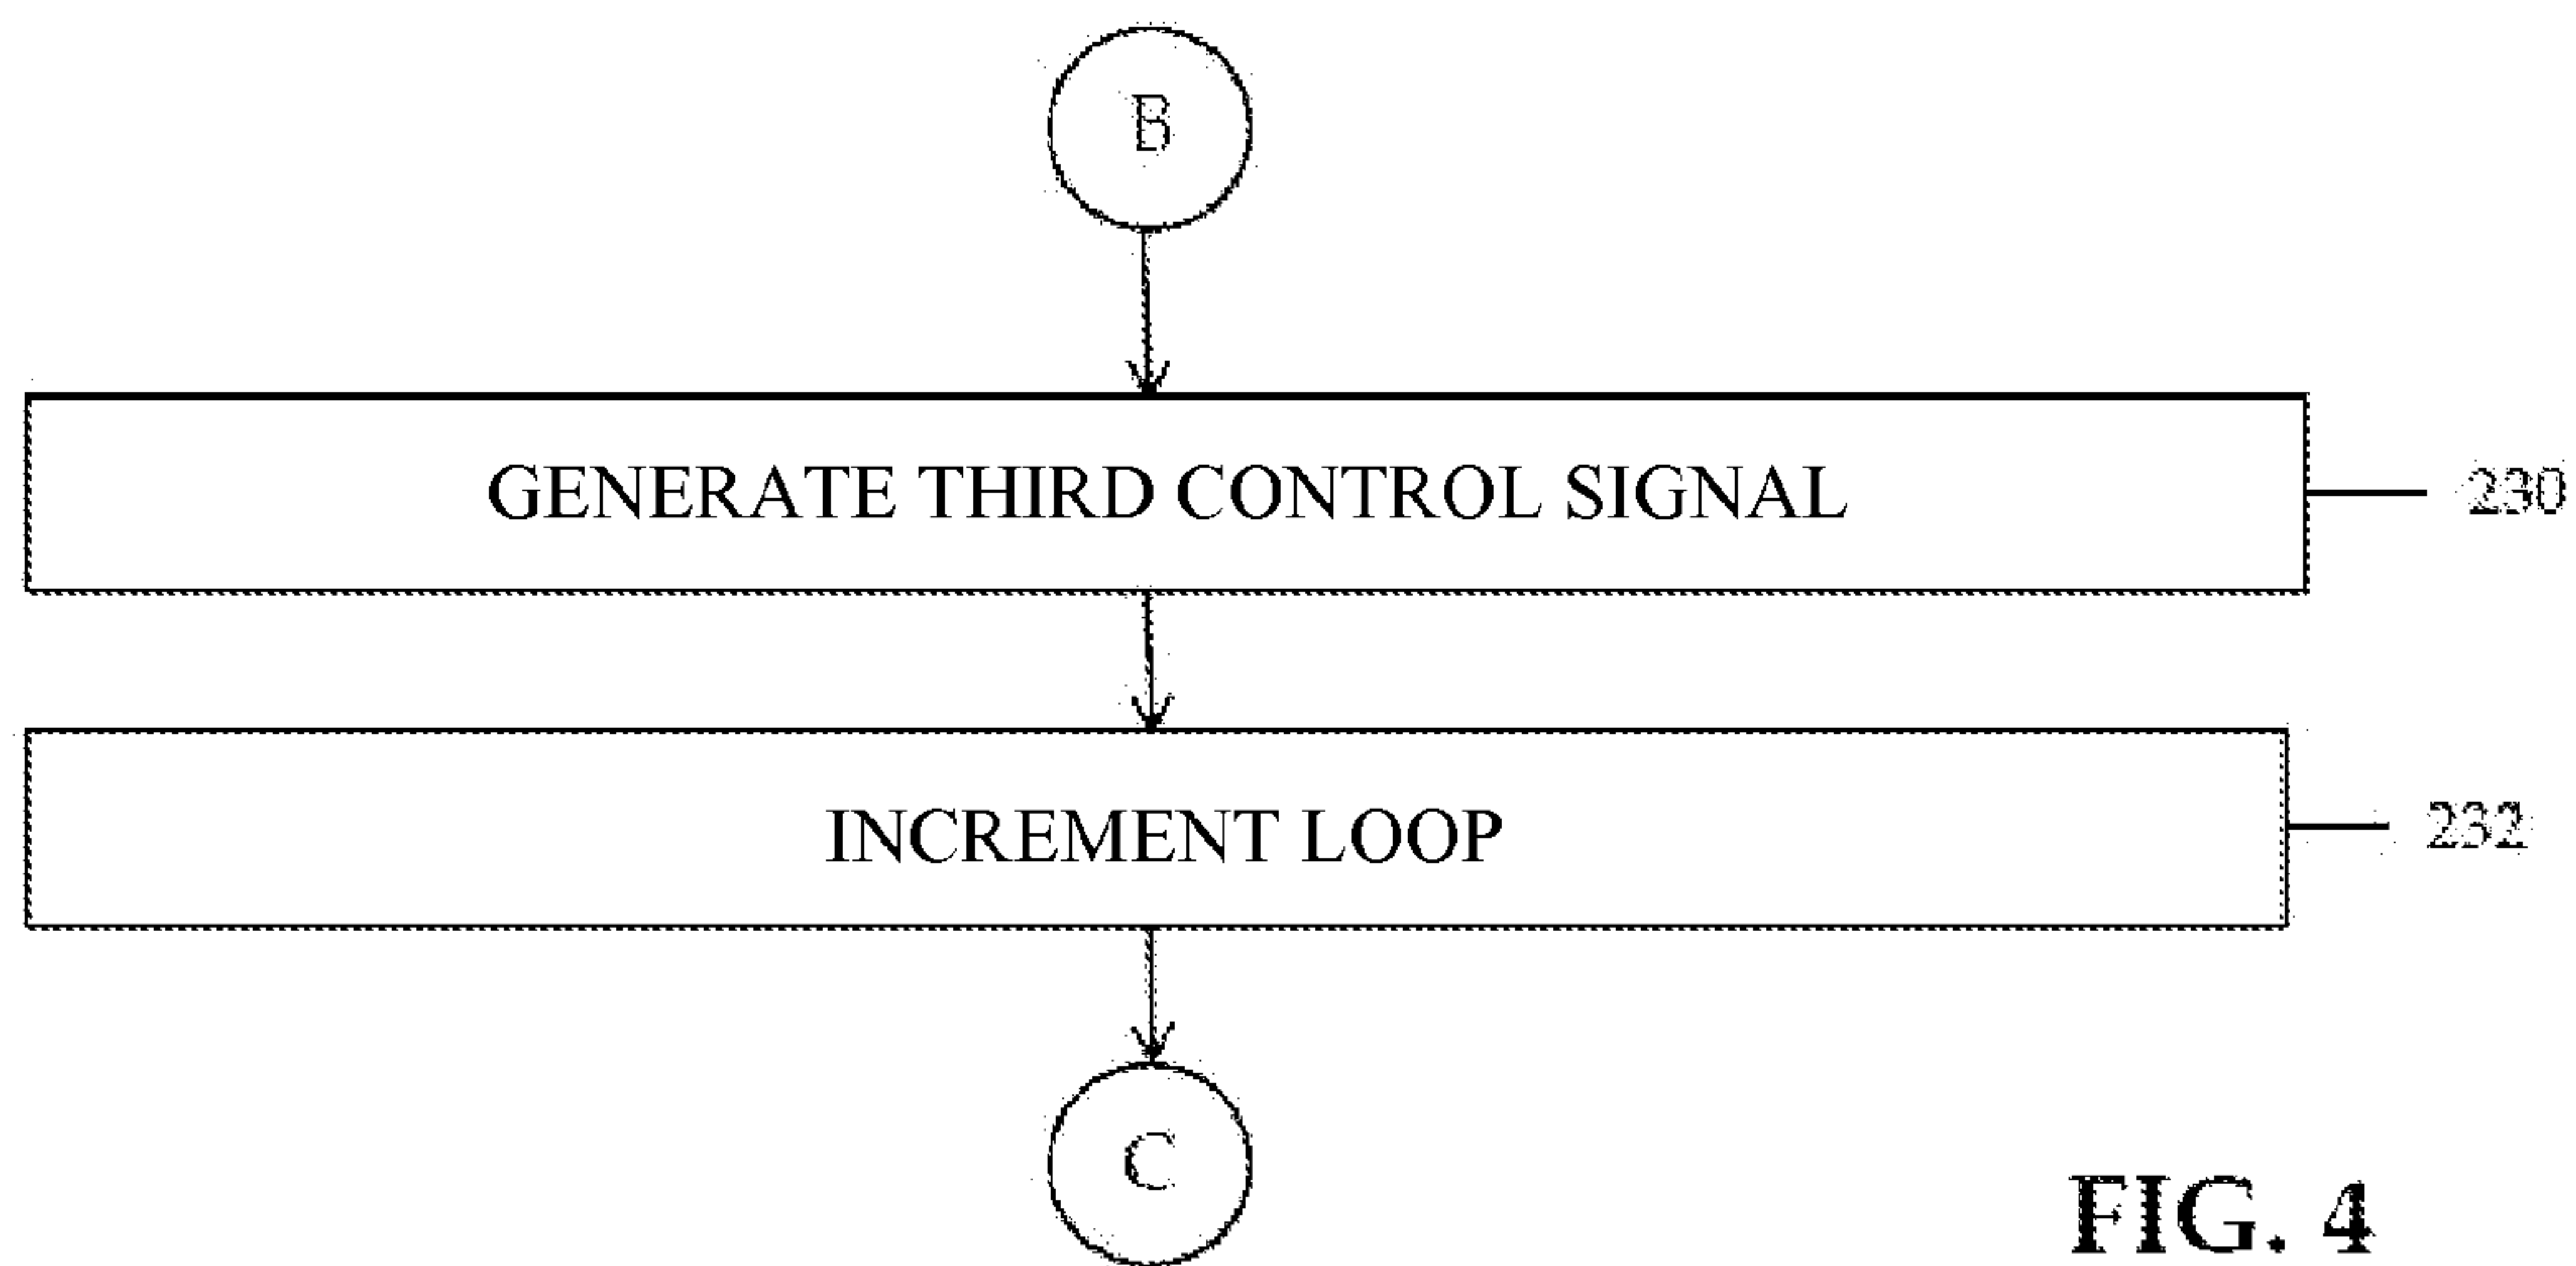 B
GENERATE THIRD CONTROL SIGNAL
230
INCREMENT LOOP
232
C
FIG. 4